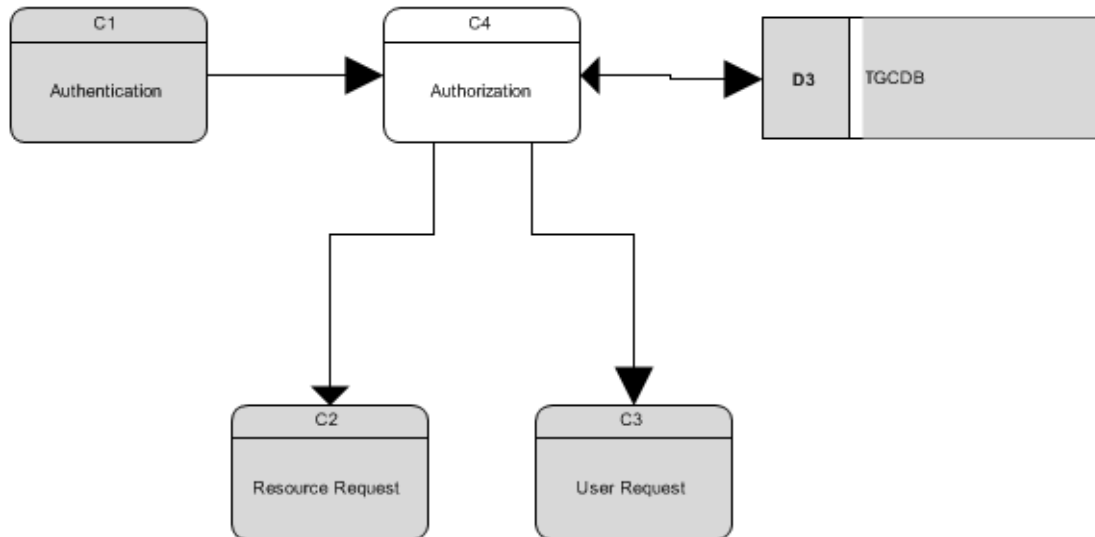 C1
Authentication
C4
Authorization
D3
TGCDB
C2
Resource Request
C3
User Request